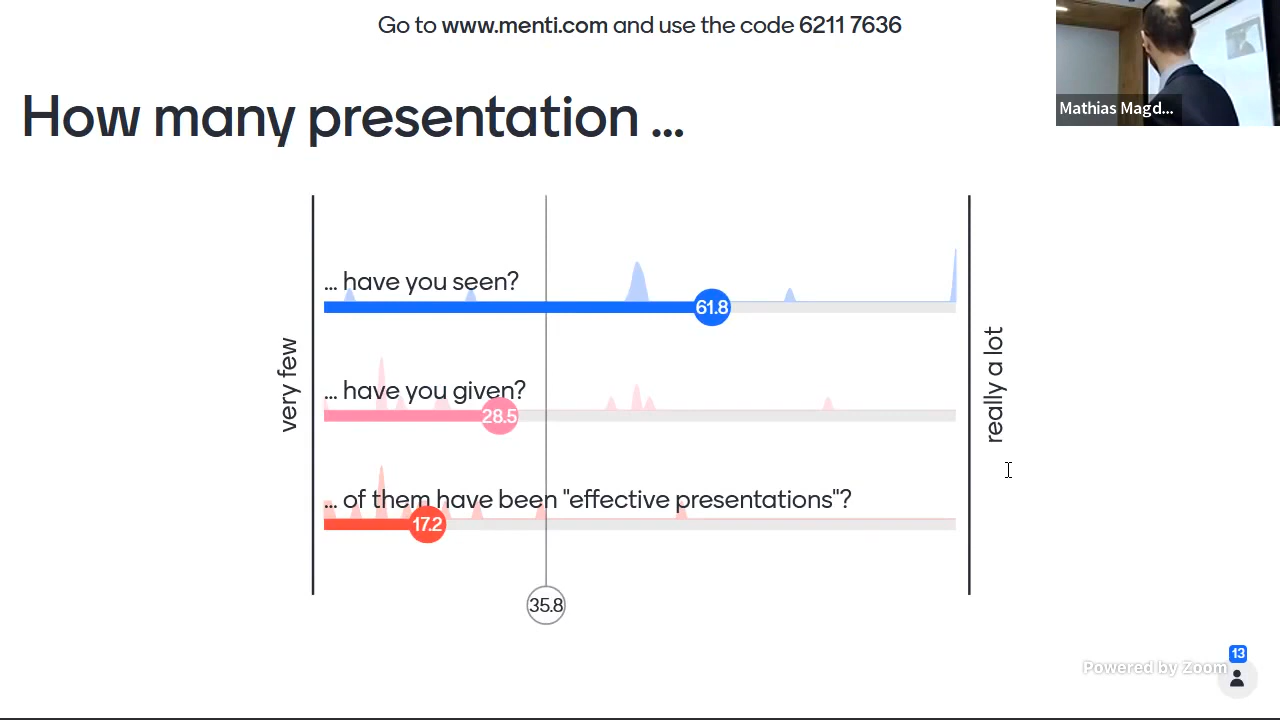 Go to www.menti.com and use the code 6211 7636
Mathias Magd...
How many presentation ...
... have you seen?
61.8
very few
really a lot
... have you given?
28.5
... of them have been "effective presentations"?
17.2
35.8
13
Powered by Zoom